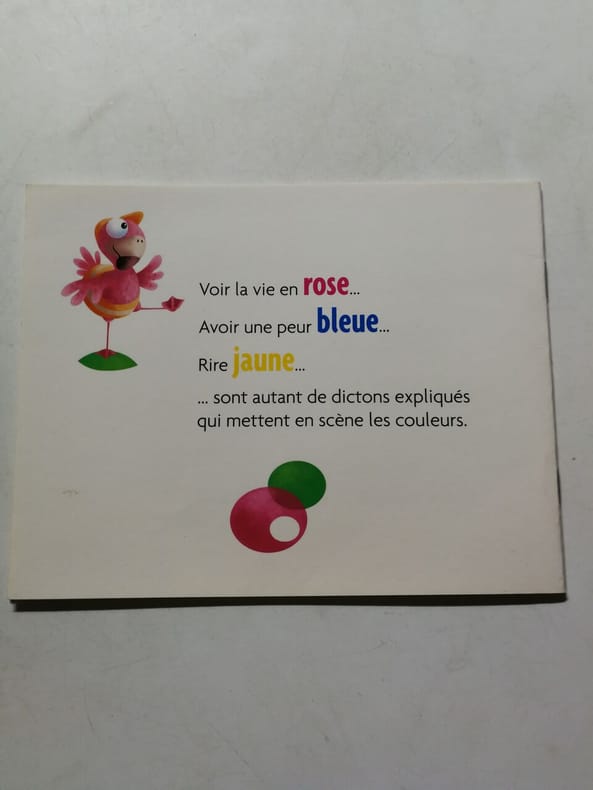 Voir la vie en rose...
Avoir une peur bleue...
Rire jaune...
... sont autant de dictons expliqués
qui mettent en scène les couleurs.